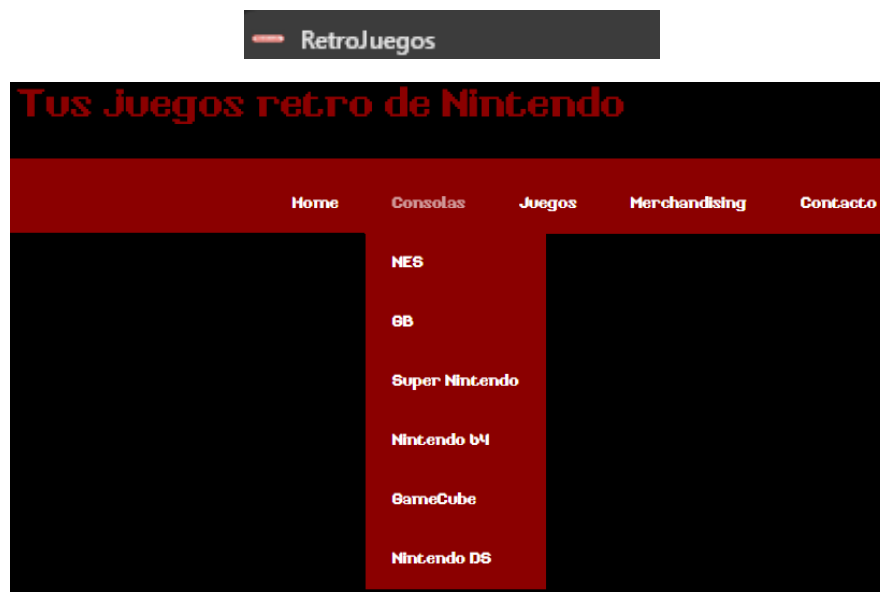 RetroJuegos
Tus juegos retro de Nintendo
Home Consolas Juegos Merchandising Contacto
NES
GB
Super Nintendo
Nintendo 64
GameCube
Nintendo DS